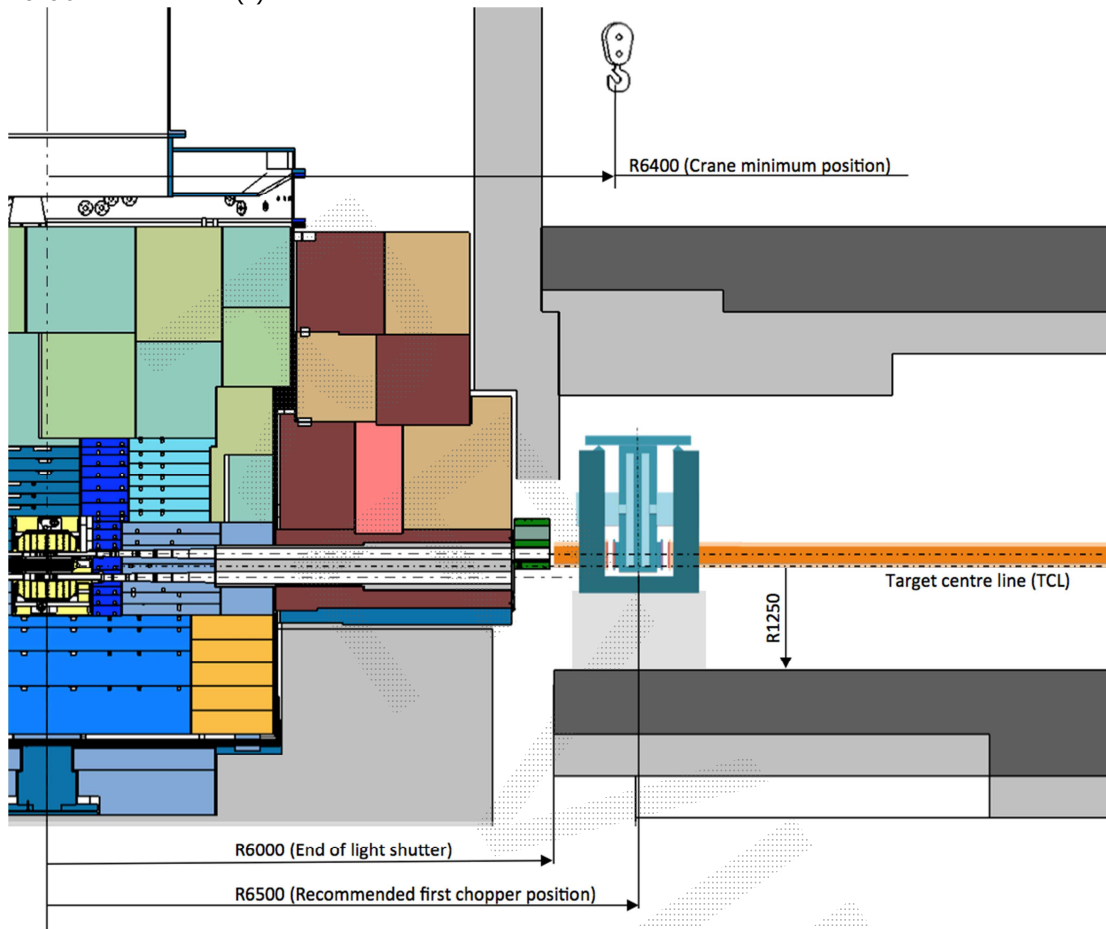 R6400 (Crane minimum position)
Target centre line (TCL)
R1250
R6000 (End of light shutter)
R6500 (Recommended first chopper position)